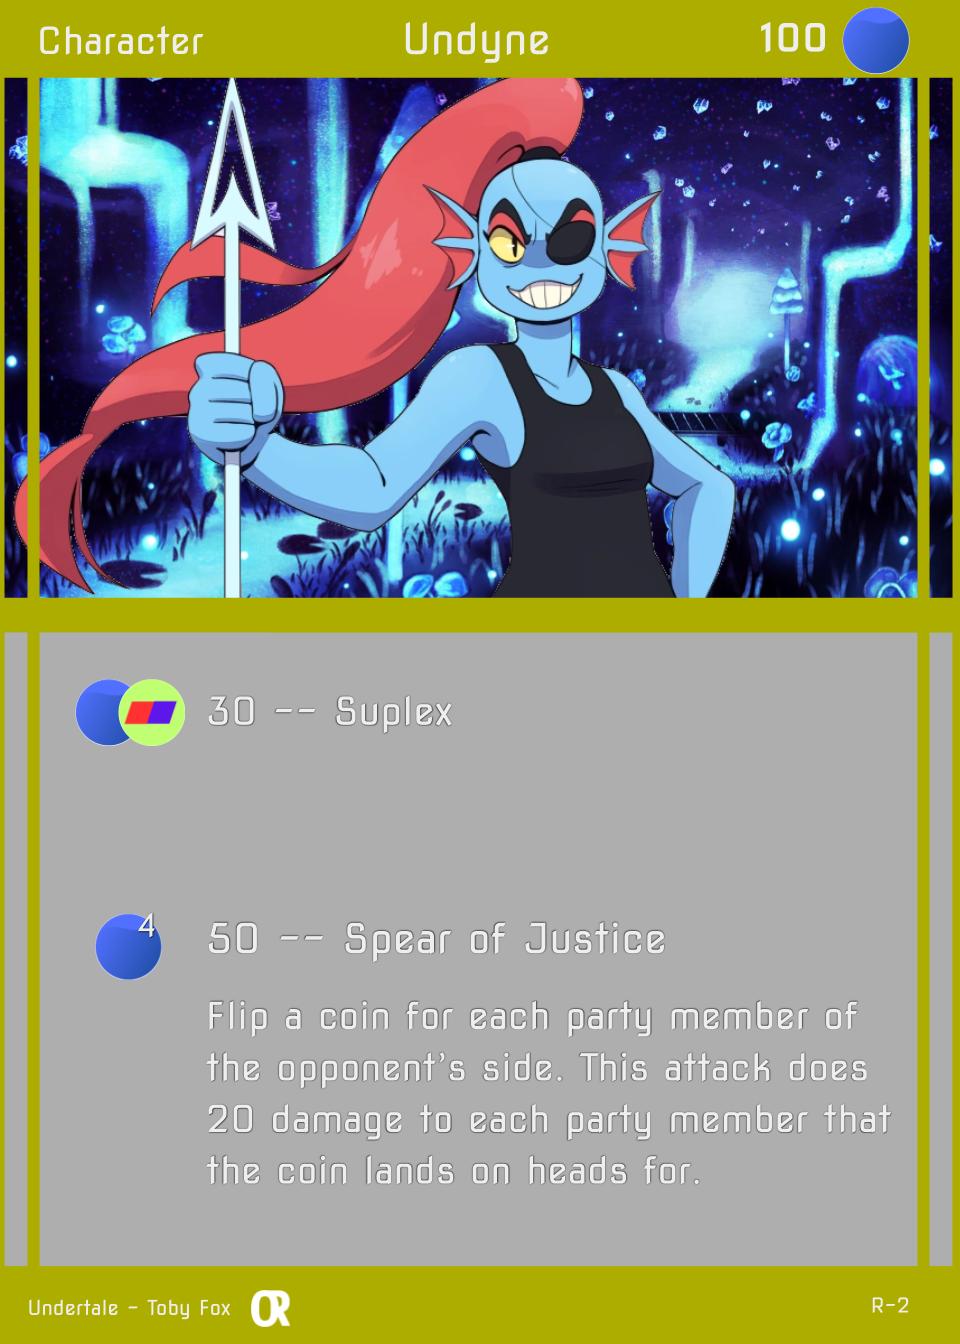 Character Undyne 100
30 -- Suplex
4
50 -- Spear of Justice
Flip a coin for each party member of
the opponent's side. This attack does
20 damage to each party member that
the coin lands on heads for.
Undertale - Toby Fox OR R-2